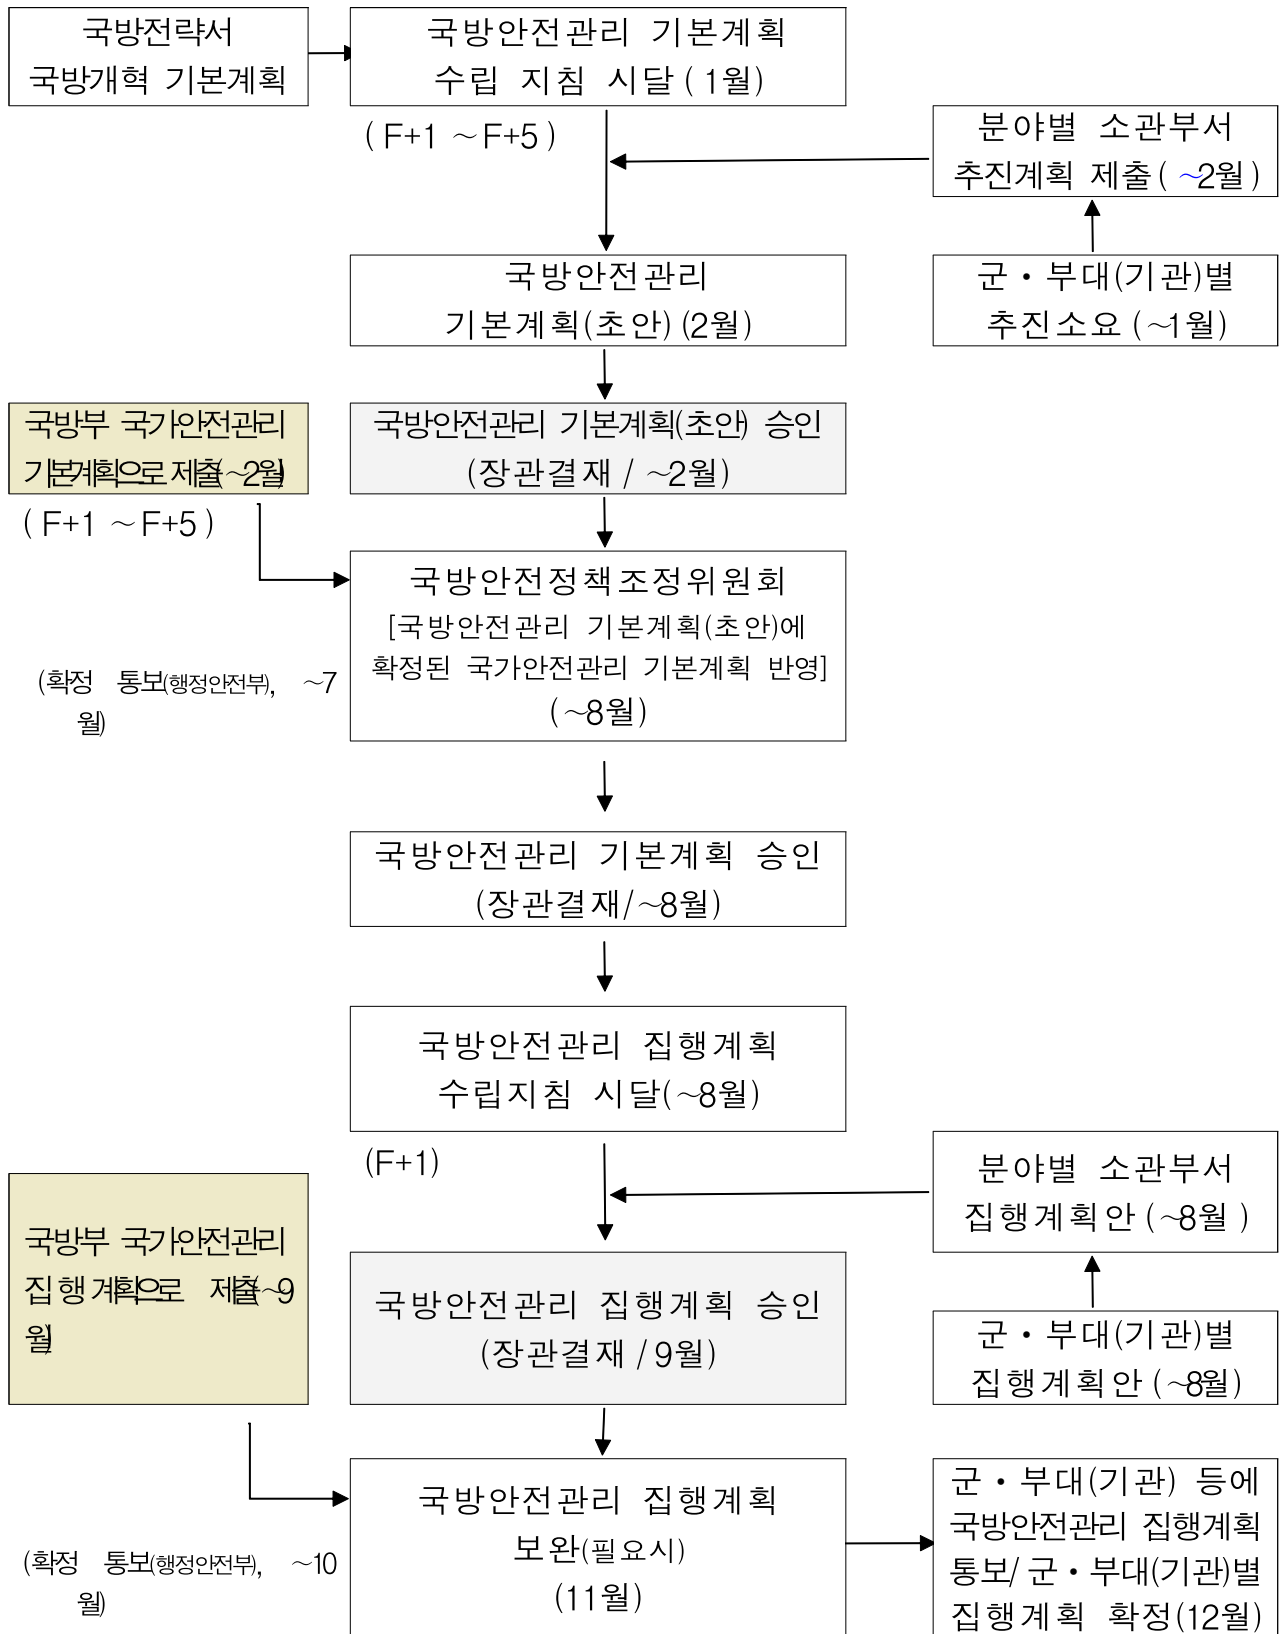 국방전략서
국방개혁 기본계획
국방안전관리 기본계획
수립 지침 시달 ( 1월)
( F+1 ～F+5 )
분야별 소관부서
추진계획 제출( ～2월)
군・부대(기관)별
추진소요 (～1월)
국방안전관리
기본계획(초안) (2월)
국방부 국가안전관리
기본계획으로 제출(～2월)
( F+1 ～F+5 )
국방안전관리 기본계획(초안) 승인
(장관결재 / ～2월)
국방안전정책조정위원회
[국방안전관리 기본계획(초안)에
확정된 국가안전관리 기본계획 반영]
(～8월)
(확정 통보(행정안전부), ～7
월)
국방안전관리 기본계획 승인
(장관결재/～8월)
국방안전관리 집행계획
수립지침 시달(～8월)
(F+1)
분야별 소관부서
집행계획안 (～8월 )
군・부대(기관)별
집행계획안 (～8월)
국방부 국가안전관리
집행계획으로 제출(～9
월)
국방안전관리 집행계획 승인
(장관결재 / 9월)
국방안전관리 집행계획
보완(필요시)
(11월)
(확정 통보(행정안전부), ～10
월)
군・부대(기관) 등에
국방안전관리 집행계획
통보/ 군・부대(기관)별
집행계획 확정(12월)